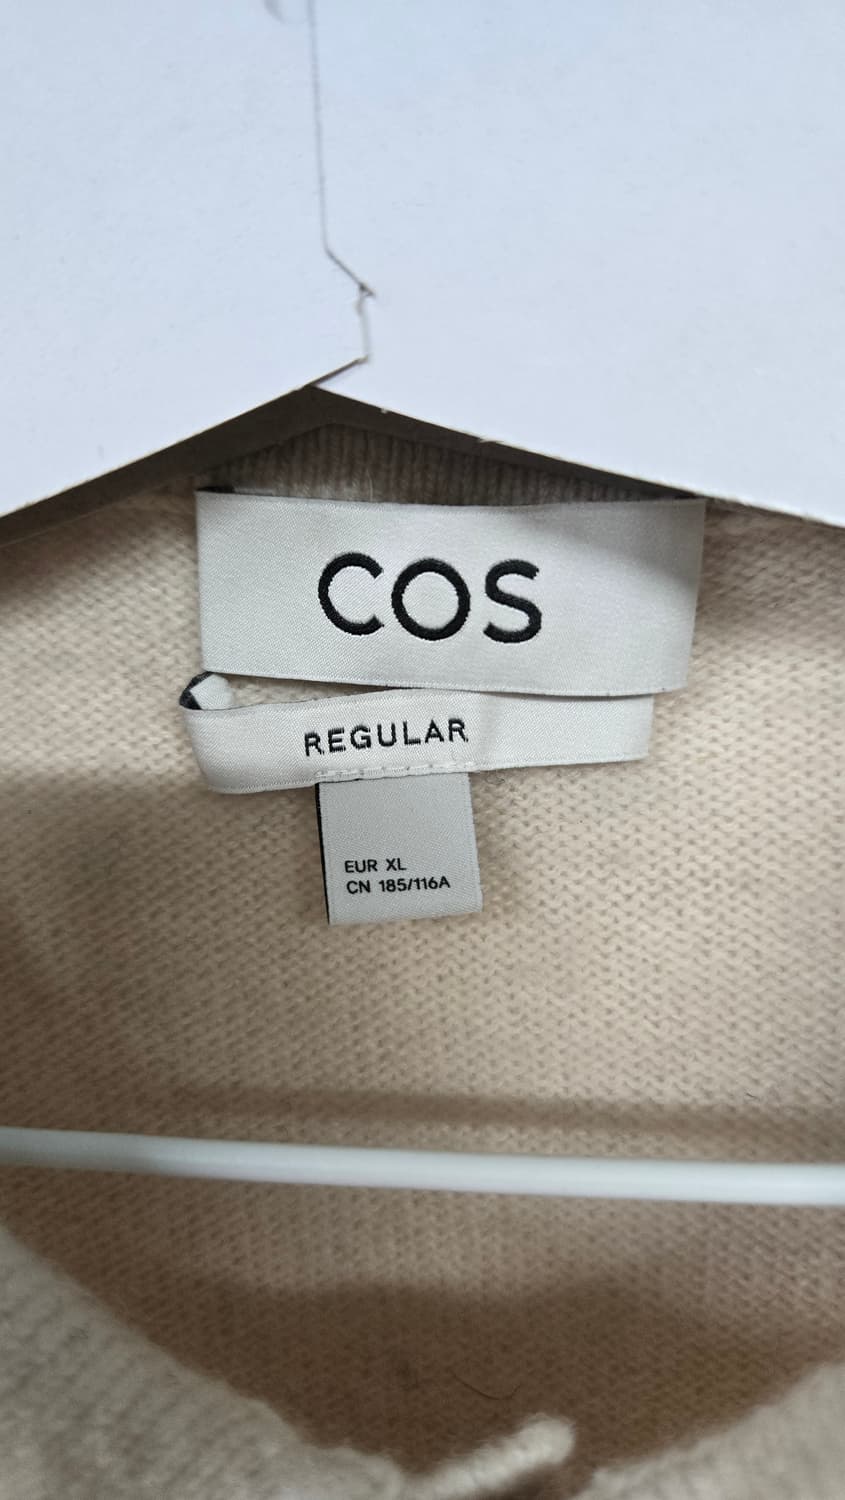 COS
REGULAR
EUR XL
CN 185/116A